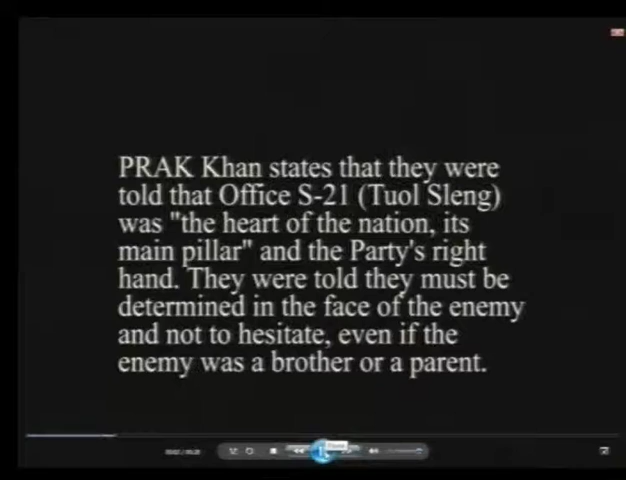 PRAK Khan states that they were
told that Office S-21 (Tuol Sleng)
was "the heart of the nation, its
main pillar" and the Party's right
hand. They were told they must be
determined in the face of the enemy
and not to hesitate, even if the
enemy was a brother or a parent.